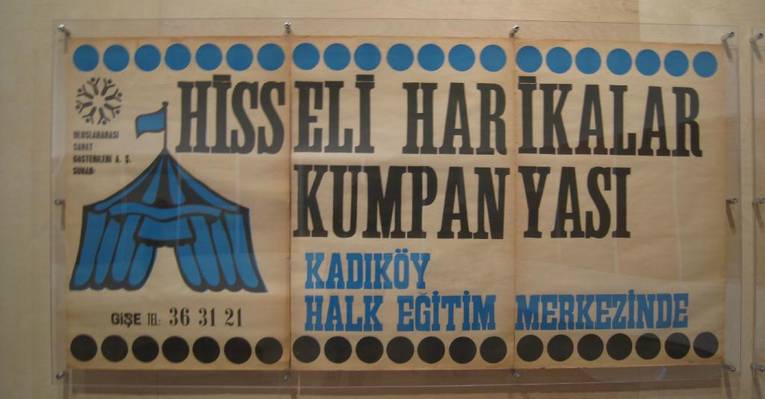 ULUSLARARASI
SANAT
GÖSTERİLERİ A. Ş.
SUNAR:
HİSSELİ HARİKALAR
KUMPANYASI
KADIKÖY
HALK EĞİTİM MERKEZİNDE
GİŞE TEL: 36 31 21